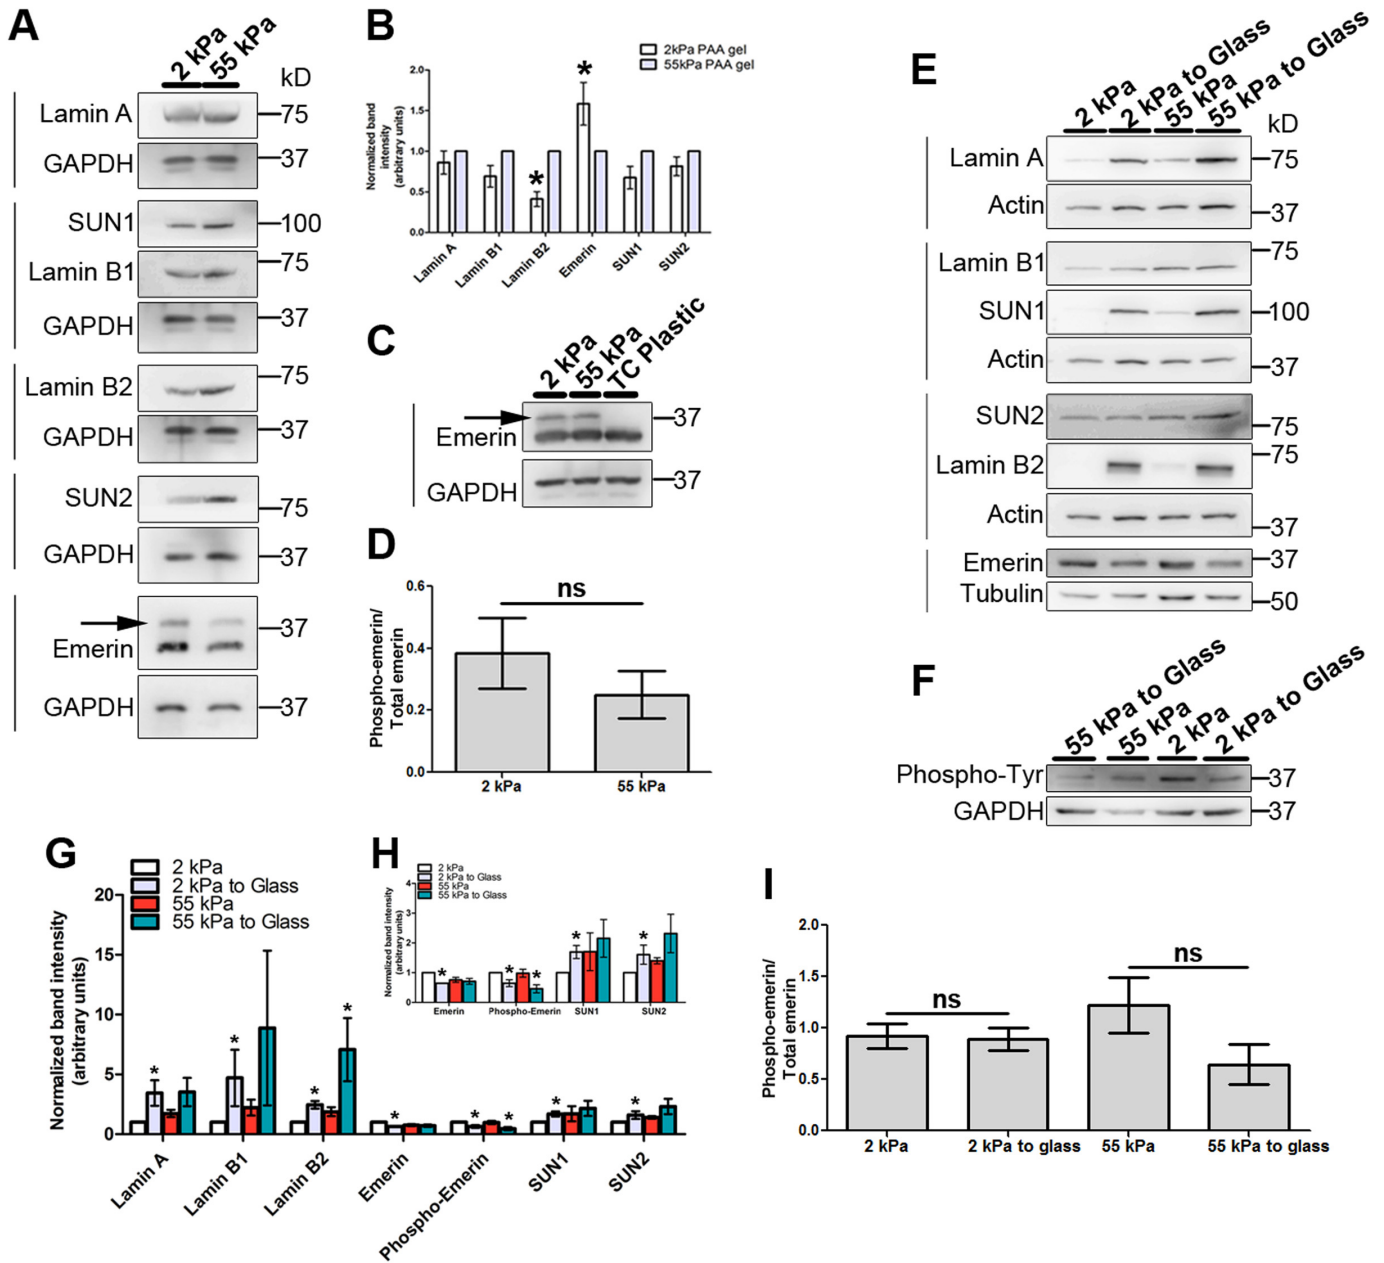 A
2 kPa
55 kPa
kD
Lamin A
75
GAPDH
37
SUN1
100
Lamin B1
75
GAPDH
37
Lamin B2
75
GAPDH
37
SUN2
75
GAPDH
37
Emerin
37
GAPDH
37
B
2kPa PAA gel
55kPa PAA gel
Normalized band
intensity
(arbitrary units)
2.0
1.5
1.0
0.5
0.0
*
*
Lamin A
Lamin B1
Lamin B2
Emerin
SUN1
SUN2
C
2 kPa
55 kPa
TC Plastic
Emerin
37
GAPDH
37
D
Phospho-emerin/
Total emerin
0.6
0.4
0.2
0.0
ns
2 kPa
55 kPa
E
2 kPa
2 kPa to Glass
55 kPa
55 kPa to Glass
kD
Lamin A
75
Actin
37
Lamin B1
75
SUN1
100
Actin
37
SUN2
75
Lamin B2
75
Actin
37
Emerin
37
Tubulin
50
F
55 kPa to Glass
55 kPa
2 kPa
2 kPa to Glass
Phospho-Tyr
37
GAPDH
37
G
2 kPa
2 kPa to Glass
55 kPa
55 kPa to Glass
Normalized band intensity
(arbitrary units)
20
15
10
5
0
* * * * * * * * *
Lamin A
Lamin B1
Lamin B2
Emerin
Phospho-Emerin
SUN1
SUN2
H
2 kPa
2 kPa to Glass
55 kPa
55 kPa to Glass
Normalized band intensity
(arbitrary units)
4
3
2
1
0
* * * * *
Emerin
Phospho-Emerin
SUN1
SUN2
I
Phospho-emerin/
Total emerin
2.0
1.5
1.0
0.5
0.0
ns
ns
2 kPa
2 kPa to glass
55 kPa
55 kPa to glass